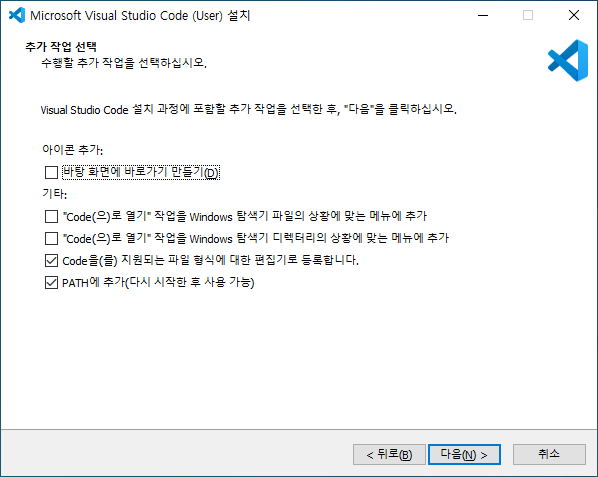 Microsoft Visual Studio Code (User) 설치
추가 작업 선택
수행할 추가 작업을 선택하십시오.
Visual Studio Code 설치 과정에 포함할 추가 작업을 선택한 후, "다음"을 클릭하십시오.
아이콘 추가:
바탕 화면에 바로가기 만들기(D)
기타:
"Code(으)로 열기" 작업을 Windows 탐색기 파일의 상황에 맞는 메뉴에 추가
"Code(으)로 열기" 작업을 Windows 탐색기 디렉터리의 상황에 맞는 메뉴에 추가
Code을(를) 지원되는 파일 형식에 대한 편집기로 등록합니다.
PATH에 추가(다시 시작한 후 사용 가능)
< 뒤로(B) 다음(N) > 취소